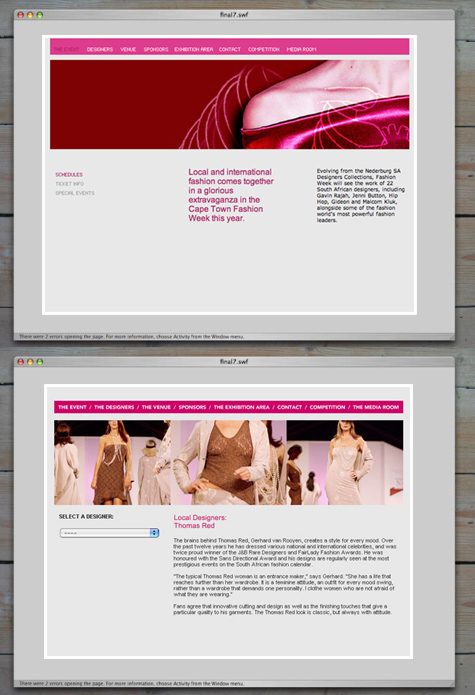 final7.swf
THE EVENT DESIGNERS VENUE SPONSORS EXHIBITION AREA CONTACT COMPETITION MEDIA ROOM
SCHEDULES
TICKET INFO
SPECIAL EVENTS
Local and international
fashion comes together
in a glorious
extravaganza in the
Cape Town Fashion
Week this year.
Evolving from the Nederburg SA
Designers Collections, Fashion
Week will see the work of 22
South African designers, including
Gavin Rajah, Jenni Button, Hip
Hop, Gideon and Malcom Kluk,
alongside some of the fashion
world's most powerful fashion
leaders.
There were 2 errors opening the page. For more information, choose Activity from the Window menu.
final7.swf
THE EVENT / THE DESIGNERS / THE VENUE / SPONSORS / THE EXHIBITION AREA / CONTACT / COMPETITION / THE MEDIA ROOM
SELECT A DESIGNER:
----
Local Designers:
Thomas Red
The brains behind Thomas Red, Gerhard van Rooyen, creates a style for every mood. Over
the past twelve years he has dressed various national and international celebrities, and was
twice proud winner of the J&B Rare Designers and FairLady Fashion Awards. He was
honoured with the Sans Directional Award and his designs are regularly seen at the most
prestigious events on the South African fashion calendar.
"The typical Thomas Red woman is an entrance maker," says Gerhard. "She has a life that
reaches further than her wardrobe. It is a feminine attitude, an outfit for every mood swing,
rather than a wardrobe that demands one personality. I clothe women who are not afraid of
what they are wearing."
Fans agree that innovative cutting and design as well as the finishing touches that give a
particular quality to his garments. The Thomas Red look is classic, but always with attitude.
There were 2 errors opening the page. For more information, choose Activity from the Window menu.